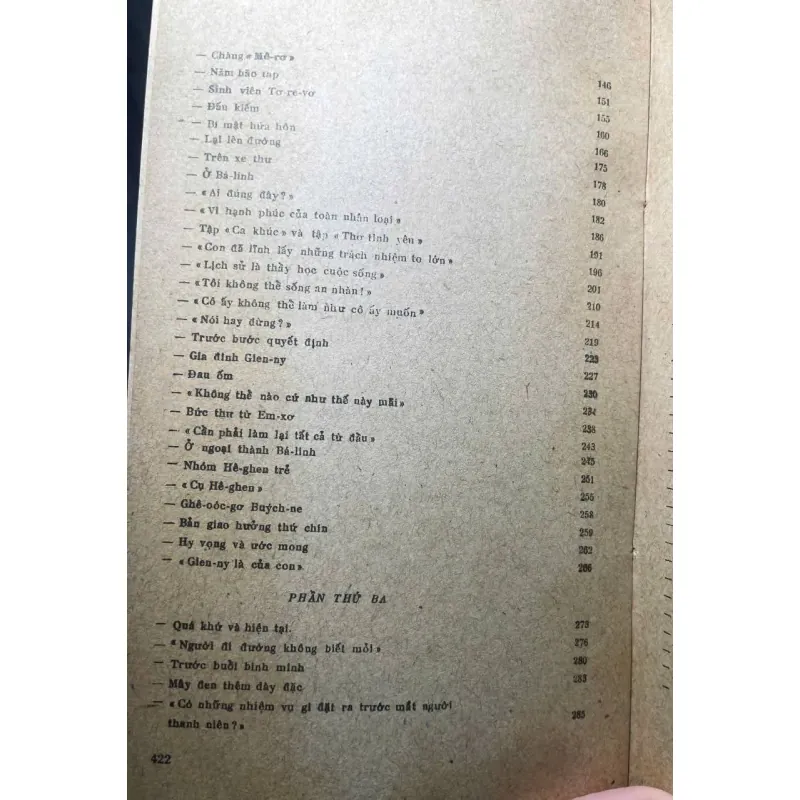 — Chàng «Mê-rơ» 146
— Năm bão táp 151
— Sinh viên Tơ-re-vơ 155
— Đấu kiếm 160
— Bí mật hứa hôn 166
— Lại lên đường 175
— Trên xe thư 178
— Ở Bá-linh 180
— «Ai đứng đấy?» 182
— «Vì hạnh phúc của toàn nhân loại» 186
— Tập «Ca khúc» và tập «Thơ tình yêu» 191
— «Con đã lĩnh lấy những trách nhiệm to lớn» 196
— «Lịch sử là thầy học cuộc sống» 201
— «Tôi không thể sống an nhàn!» 210
— «Cô ấy không thể làm như cô ấy muốn» 214
— «Nói hay đừng?» 219
— Trước bước quyết định 223
— Gia đình Gien-ny 227
— Đau ốm 230
— «Không thể nào cứ như thế này mãi» 234
— Bức thư từ Em-xơ 238
— «Cần phải làm lại tất cả từ đầu» 243
— Ở ngoại thành Bá-linh 245
— Nhóm Hê-ghen trẻ 251
— «Cụ Hê-ghen» 255
— Ghê-oóc-gơ Buých-ne 258
— Bản giao hưởng thứ chín 259
— Hy vọng và ước mong 262
— «Gien-ny là của con» 266
PHẦN THỨ BA
— Quá khứ và hiện tại. 273
— «Người đi đường không biết mỏi» 276
— Trước buổi bình minh 280
— Mây đen thêm dày đặc 283
— «Có những nhiệm vụ gì đặt ra trước mắt người
thanh niên?» 285
422